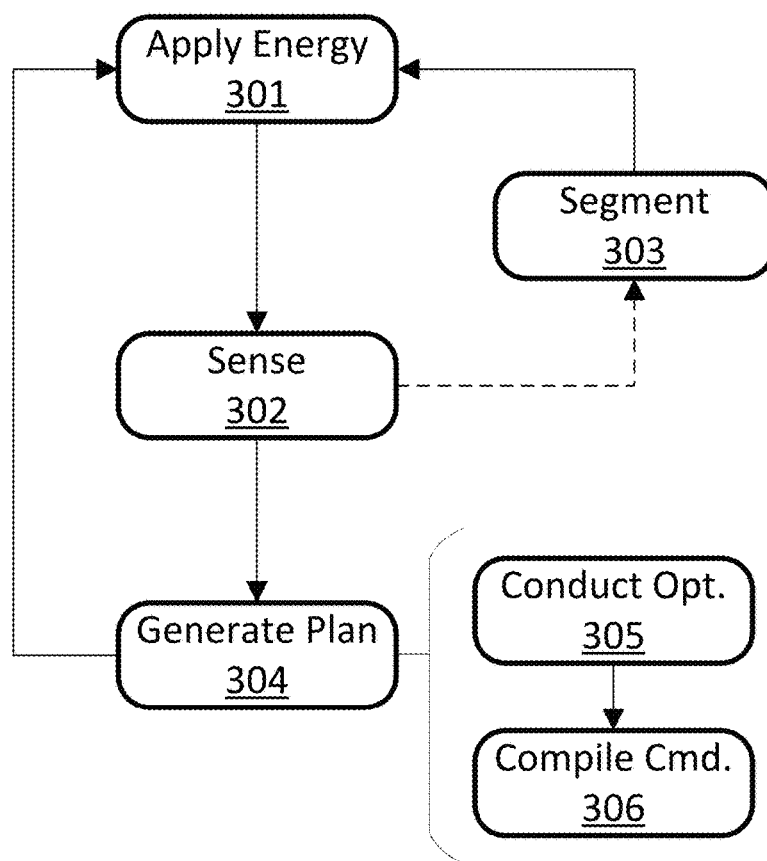 Apply Energy
301
Segment
303
Sense
302
Generate Plan
304
Conduct Opt.
305
Compile Cmd.
306